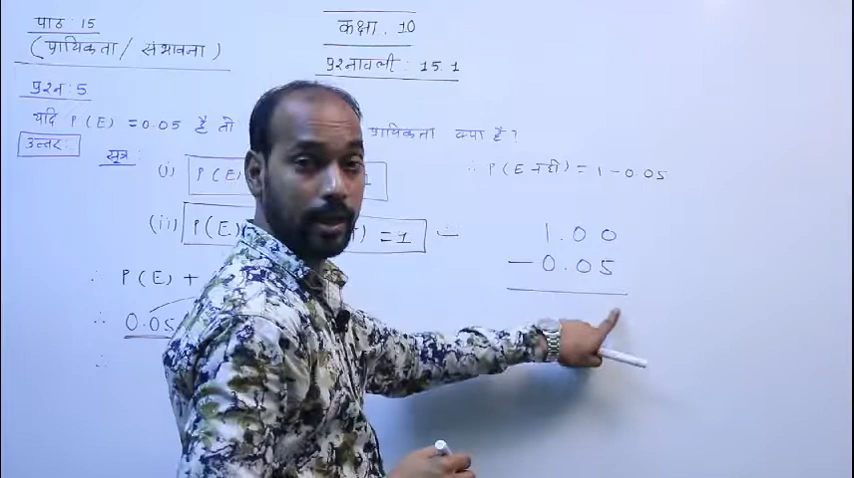 पाठ : 15
(प्रायिकता / संभावना)
कक्षा . 10
प्रश्नावली : 15.1
प्रश्न : 5
यदि P(E) = 0.05 है तो प्रायिकता क्या है ?
उत्तर:
सूत्र:
(i) P(E) 1
(ii) P(E) ) = 1 —
∴ P(E) +
∴ 0.05
∴ P(E नहीं) = 1 - 0.05
1.00
- 0.05